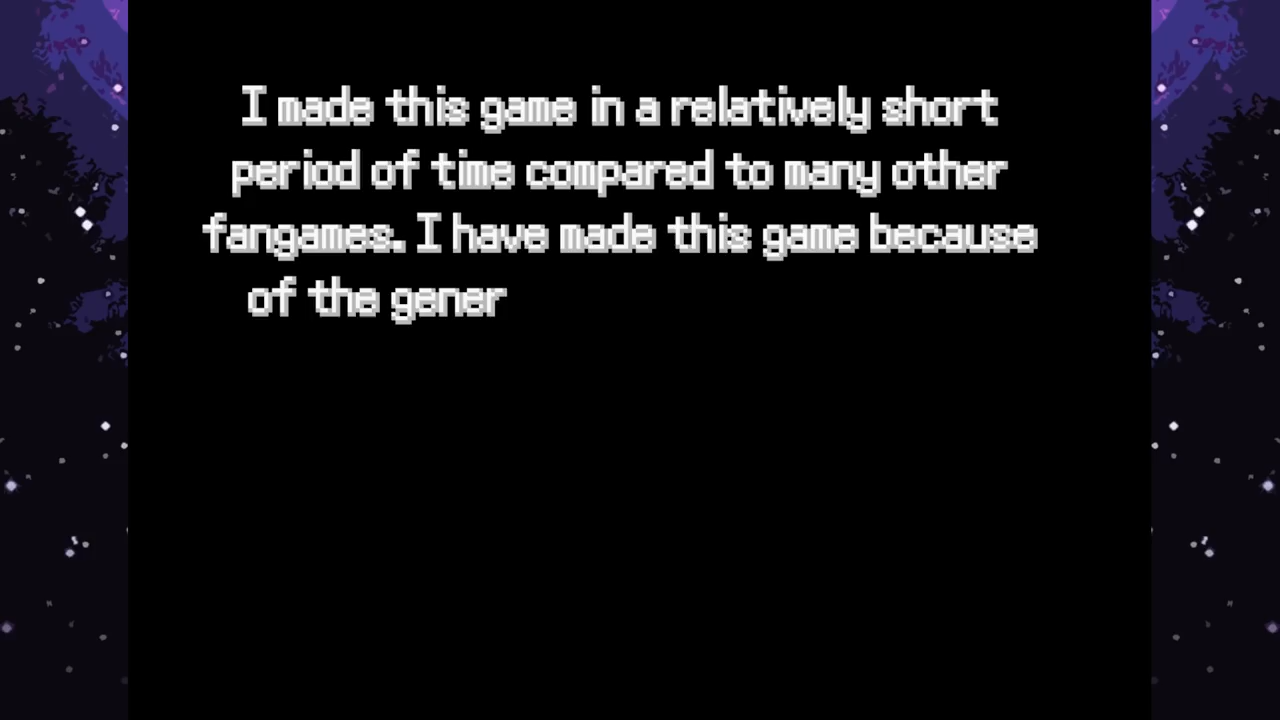 I made this game in a relatively short
period of time compared to many other
fangames. I have made this game because
of the gener